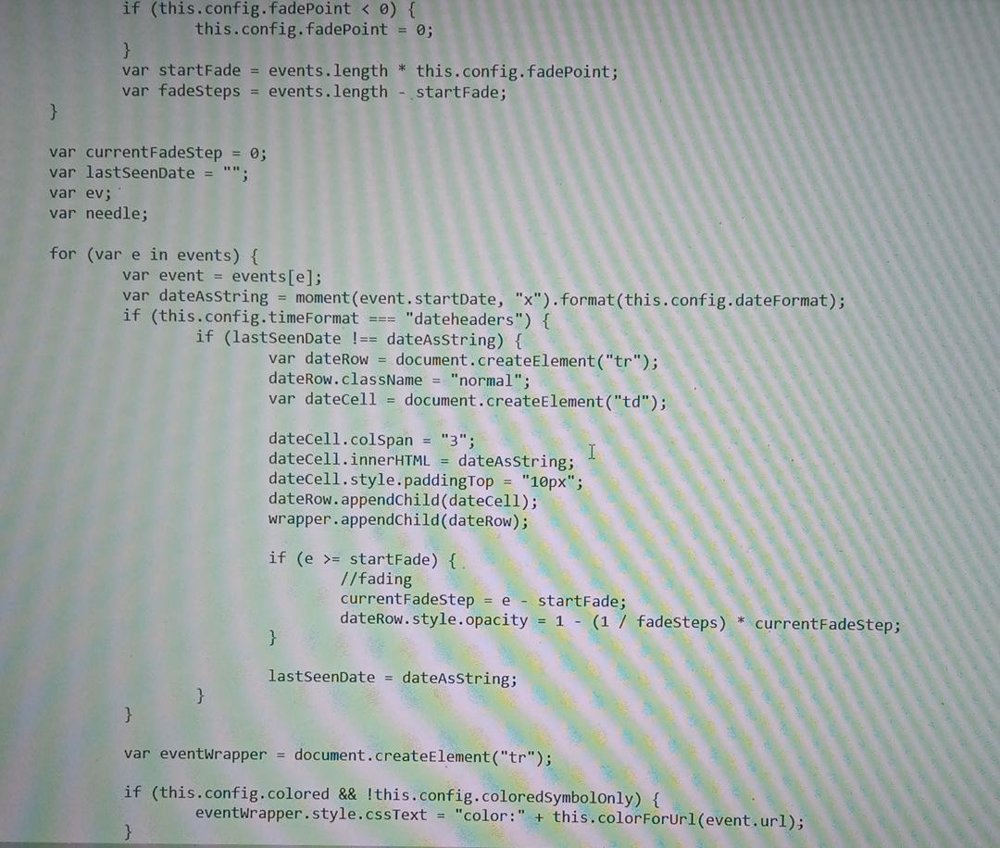 if (this.config.fadePoint < 0) {
this.config.fadePoint = 0;
}
var startFade = events.length * this.config.fadePoint;
var fadeSteps = events.length - startFade;
}
var currentFadeStep = 0;
var lastSeenDate = "";
var ev;
var needle;
for (var e in events) {
var event = events[e];
var dateAsString = moment(event.startDate, "x").format(this.config.dateFormat);
if (this.config.timeFormat === "dateheaders") {
if (lastSeenDate !== dateAsString) {
var dateRow = document.createElement("tr");
dateRow.className = "normal";
var dateCell = document.createElement("td");
dateCell.colSpan = "3";
dateCell.innerHTML = dateAsString;
dateCell.style.paddingTop = "10px";
dateRow.appendChild(dateCell);
wrapper.appendChild(dateRow);
if (e >= startFade) {
//fading
currentFadeStep = e - startFade;
dateRow.style.opacity = 1 - (1 / fadeSteps) * currentFadeStep;
}
lastSeenDate = dateAsString;
}
}
var eventWrapper = document.createElement("tr");
if (this.config.colored && !this.config.coloredSymbolOnly) {
eventWrapper.style.cssText = "color:" + this.colorForUrl(event.url);
}